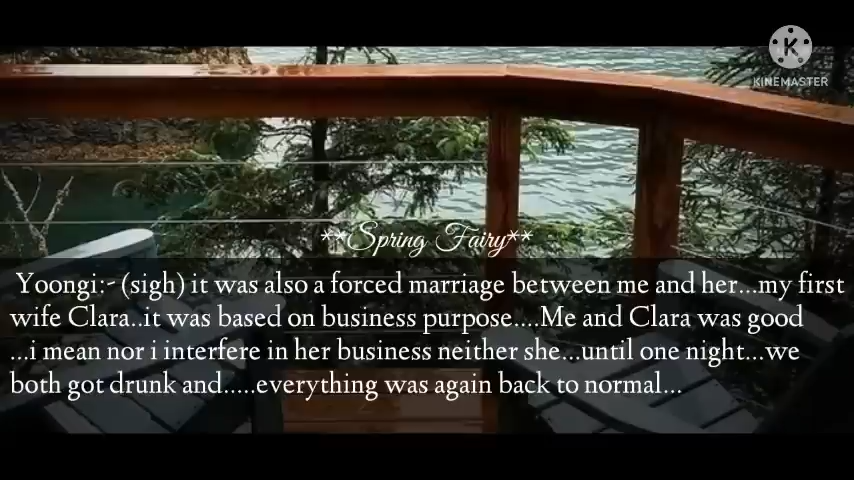 KINEMASTER
**Spring Fairy**
Yoongi:- (sigh) it was also a forced marriage between me and her...my first
wife Clara..it was based on business purpose....Me and Clara was good
...i mean nor i interfere in her business neither she...until one night...we
both got drunk and.....everything was again back to normal...